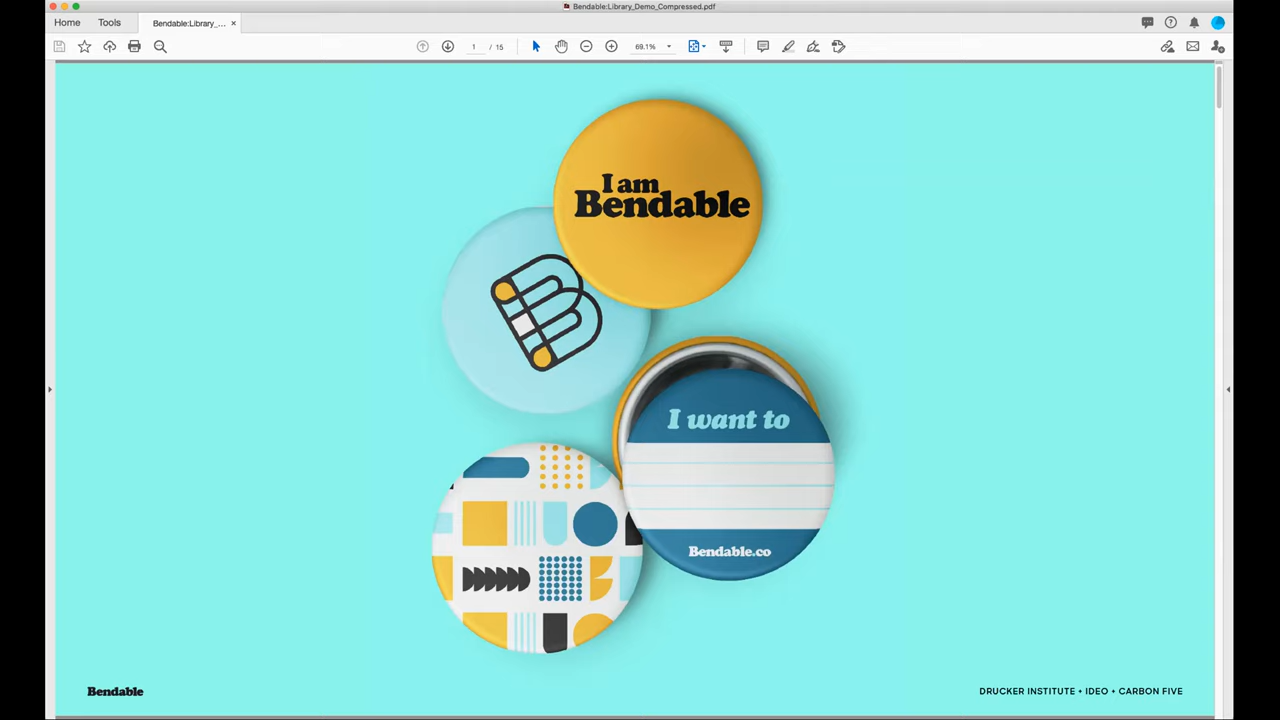 Bendable:Library_Demo_Compressed.pdf
Home
Tools
Bendable:Library_...
1 / 15
69.1%
I am
Bendable
B
I want to
Bendable.co
Bendable
DRUCKER INSTITUTE + IDEO + CARBON FIVE